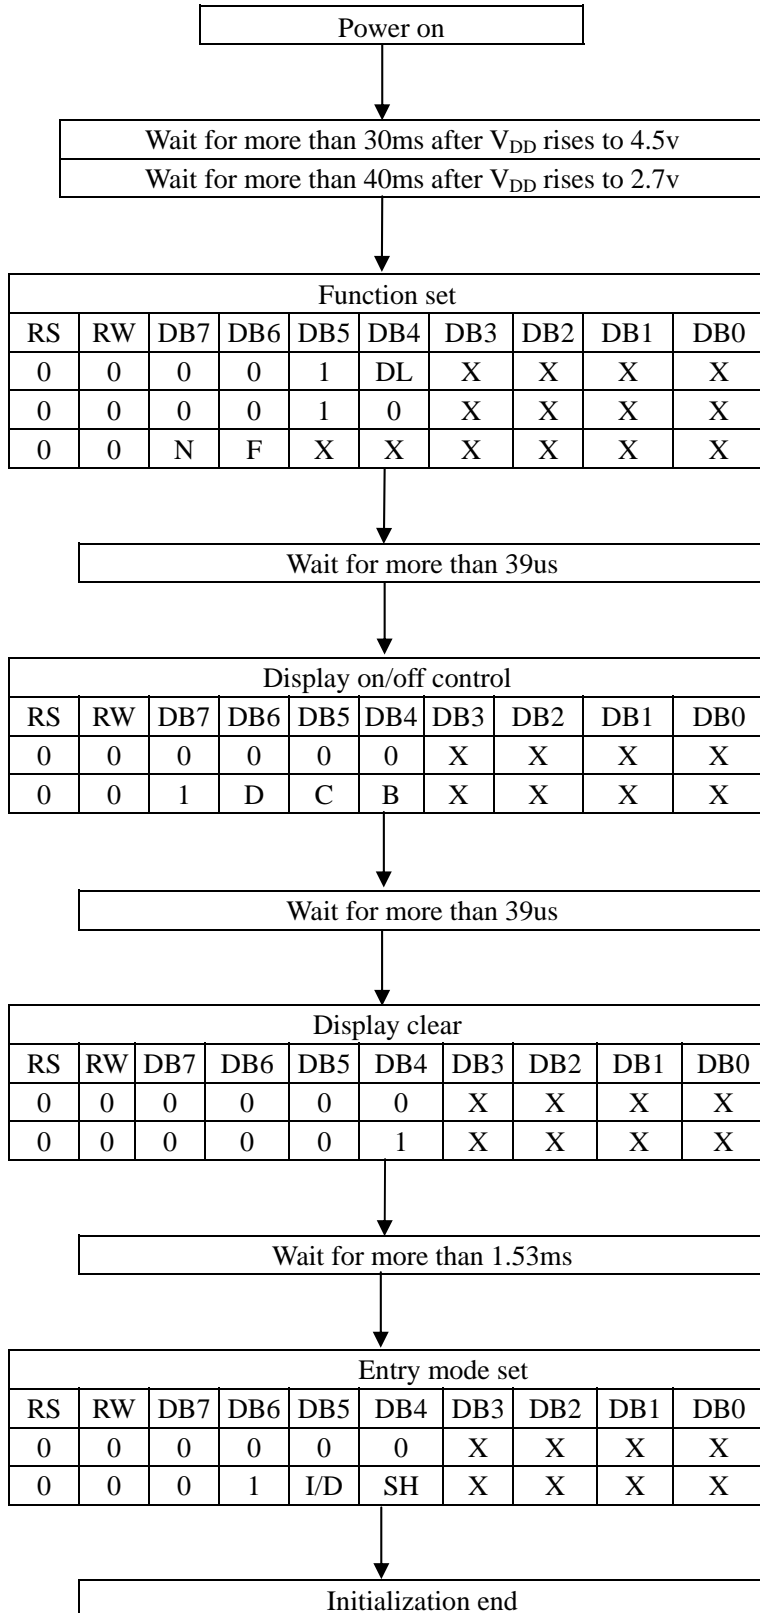 Power on
Wait for more than 30ms after VDD rises to 4.5v
Wait for more than 40ms after VDD rises to 2.7v
Function set
RS RW DB7 DB6 DB5 DB4 DB3 DB2 DB1 DB0
0 0 0 0 1 DL X X X X
0 0 0 0 1 0 X X X X
0 0 N F X X X X X X
Wait for more than 39us
Display on/off control
RS RW DB7 DB6 DB5 DB4 DB3 DB2 DB1 DB0
0 0 0 0 0 0 X X X X
0 0 1 D C B X X X X
Wait for more than 39us
Display clear
RS RW DB7 DB6 DB5 DB4 DB3 DB2 DB1 DB0
0 0 0 0 0 0 X X X X
0 0 0 0 0 1 X X X X
Wait for more than 1.53ms
Entry mode set
RS RW DB7 DB6 DB5 DB4 DB3 DB2 DB1 DB0
0 0 0 0 0 0 X X X X
0 0 0 1 I/D SH X X X X
Initialization end